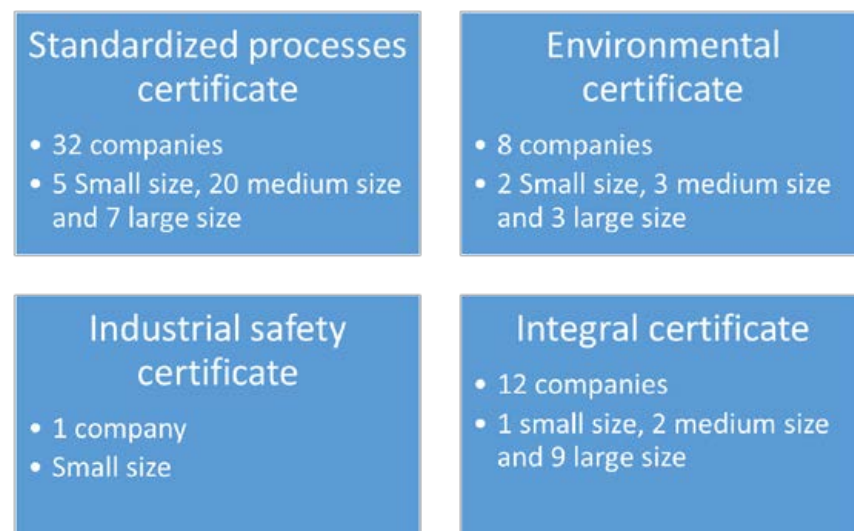 Standardized processes
certificate
• 32 companies
• 5 Small size, 20 medium size
and 7 large size
Environmental
certificate
• 8 companies
• 2 Small size, 3 medium size
and 3 large size
Industrial safety
certificate
• 1 company
• Small size
Integral certificate
• 12 companies
• 1 small size, 2 medium size
and 9 large size